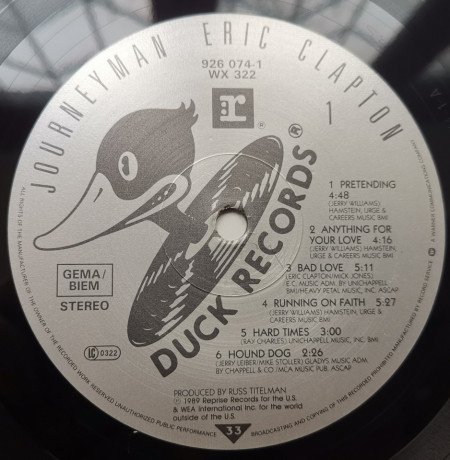 JOURNEYMAN ERIC CLAPTON
926 074-1
WX 322
r
®
1
DUCK RECORDS®
GEMA/
BIEM
STEREO
LC 0322
1 PRETENDING
4:48
(JERRY WILLIAMS)
HAMSTEIN, URGE
& CAREERS MUSIC BMI
2 ANYTHING FOR
YOUR LOVE 4:16
(JERRY WILLIAMS) HAMSTEIN,
URGE & CAREERS MUSIC BMI
3 BAD LOVE 5:11
(ERIC CLAPTON/MICK JONES)
E.C. MUSIC ADM. BY UNICHAPPELL
BMI/HEAVY PETAL MUSIC, INC. ASCAP
4 RUNNING ON FAITH 5:27
(JERRY WILLIAMS) HAMSTEIN, URGE
& CAREERS MUSIC BMI
5 HARD TIMES 3:00
(RAY CHARLES) UNICHAPPELL MUSIC, INC BMI
6 HOUND DOG 2:26
(JERRY LEIBER/MIKE STOLLER) GLADYS MUSIC ADM.
BY CHAPPELL & CO./MCA MUSIC PUB. ASCAP
PRODUCED BY RUSS TITELMAN
℗ 1989 Reprise Records for the U.S.
& WEA International Inc. for the world
outside of the U.S.
33
ALL RIGHTS OF THE MANUFACTURER AND OF THE OWNER OF THE RECORDED WORK RESERVED UNAUTHORIZED PUBLIC PERFORMANCE
BROADCASTING AND COPYING OF THIS RECORD PROHIBITED
A WARNER COMMUNICATIONS COMPANY